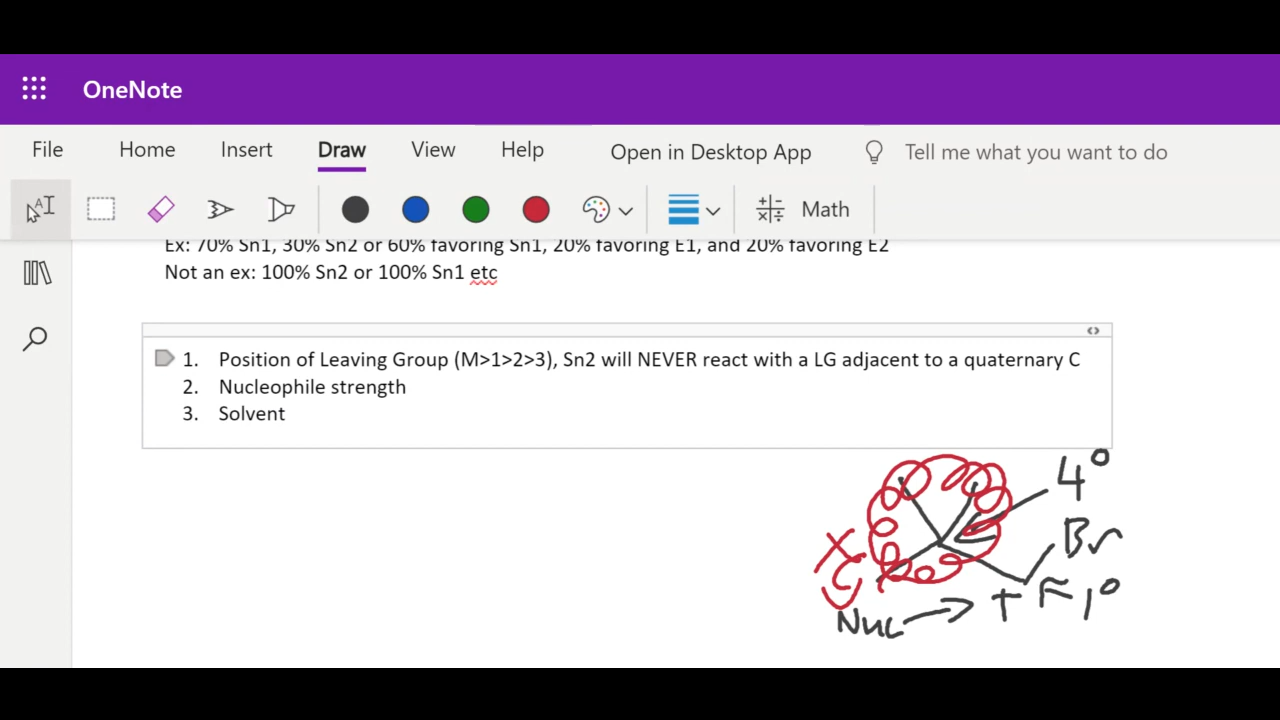 OneNote
File Home Insert Draw View Help Open in Desktop App Tell me what you want to do
Math
Ex: 70% Sn1, 30% Sn2 or 60% favoring Sn1, 20% favoring E1, and 20% favoring E2
Not an ex: 100% Sn2 or 100% Sn1 etc
1. Position of Leaving Group (M>1>2>3), Sn2 will NEVER react with a LG adjacent to a quaternary C
2. Nucleophile strength
3. Solvent
4°
Br
1°
Nuc